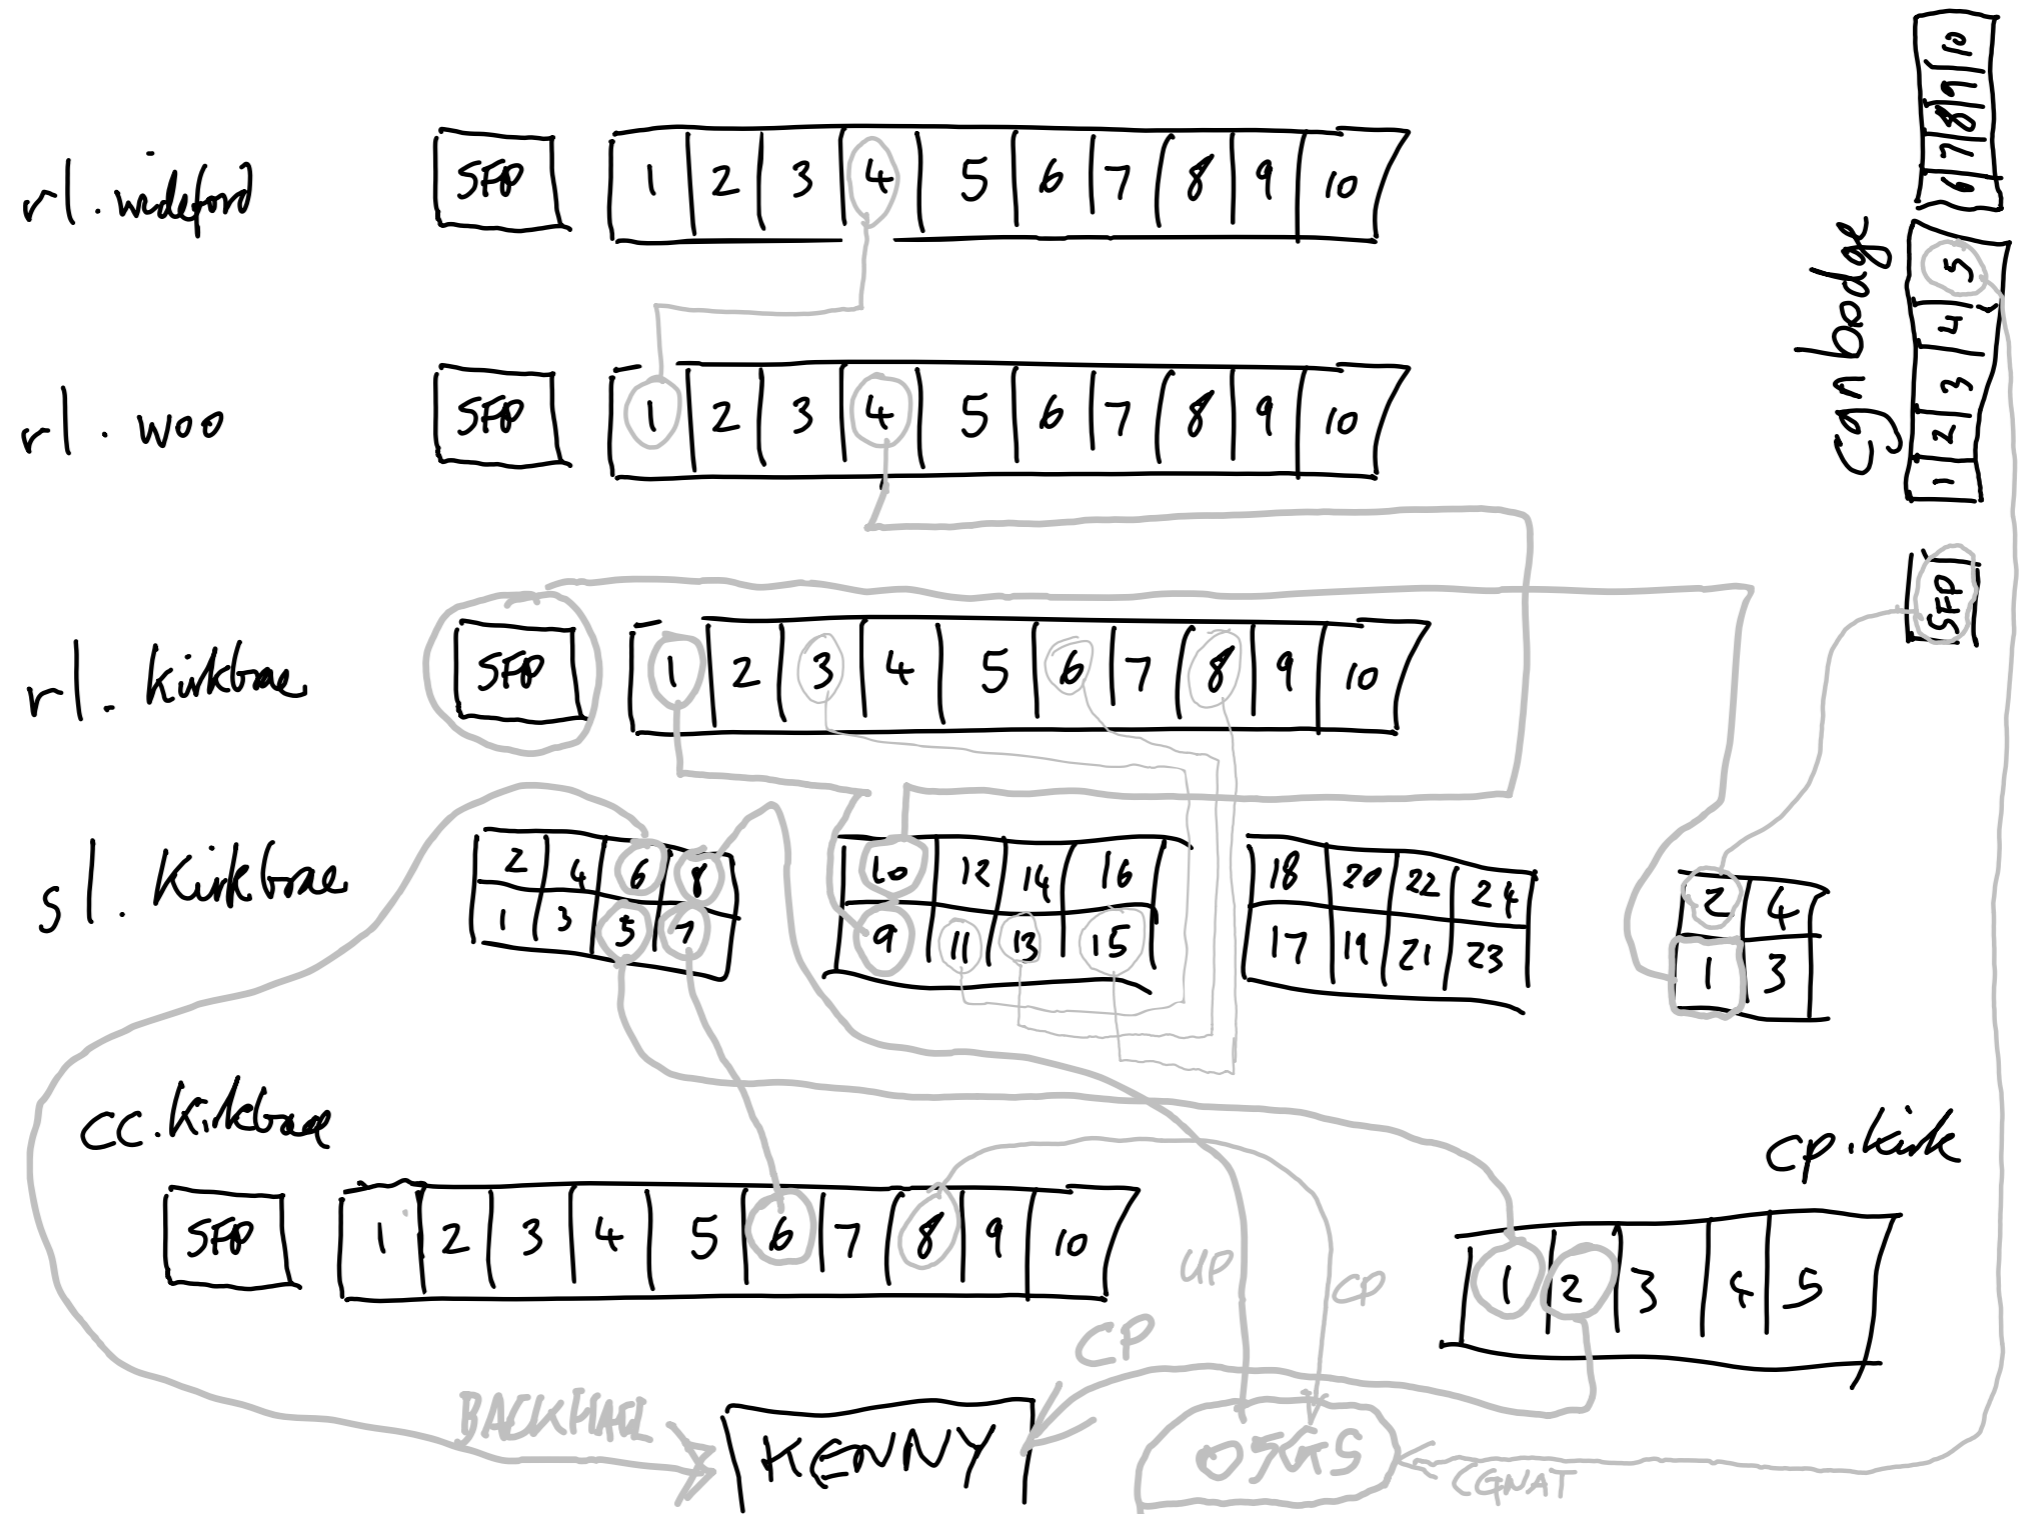 rl.wideford SFP 1 2 3 4 5 6 7 8 9 10
rl.woo SFP 1 2 3 4 5 6 7 8 9 10
cgn bodge SFP 1 2 3 4 5 6 7 8 9 10
rl.kirkbrae SFP 1 2 3 4 5 6 7 8 9 10
sl.kirkbrae
2 4 6 8 10 12 14 16 18 20 22 24 2 4
1 3 5 7 9 11 13 15 17 19 21 23 1 3
cc.kirkbrae SFP 1 2 3 4 5 6 7 8 9 10
cp.kirk 1 2 3 4 5
UP
CP
CP
BACKHAUL
KENNY
O5GS
CGNAT